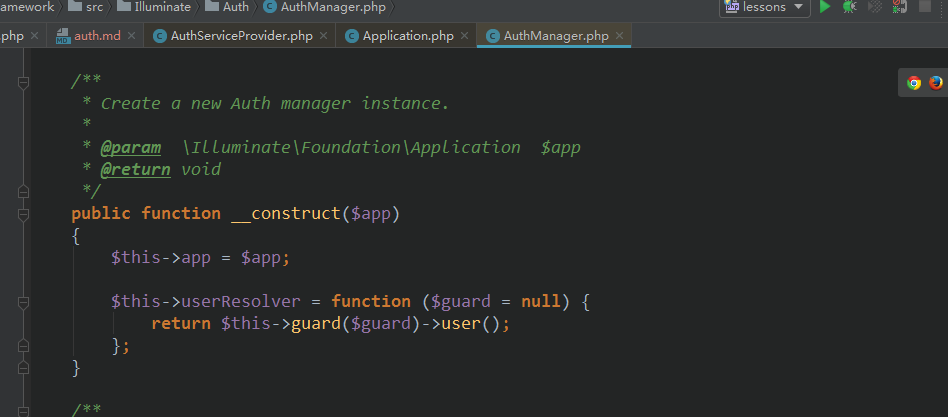 amework src Illuminate Auth AuthManager.php lessons
.php auth.md AuthServiceProvider.php Application.php AuthManager.php
/**
* Create a new Auth manager instance.
*
* @param  \Illuminate\Foundation\Application  $app
* @return void
*/
public function __construct($app)
{
$this->app = $app;
$this->userResolver = function ($guard = null) {
return $this->guard($guard)->user();
};
}
/**